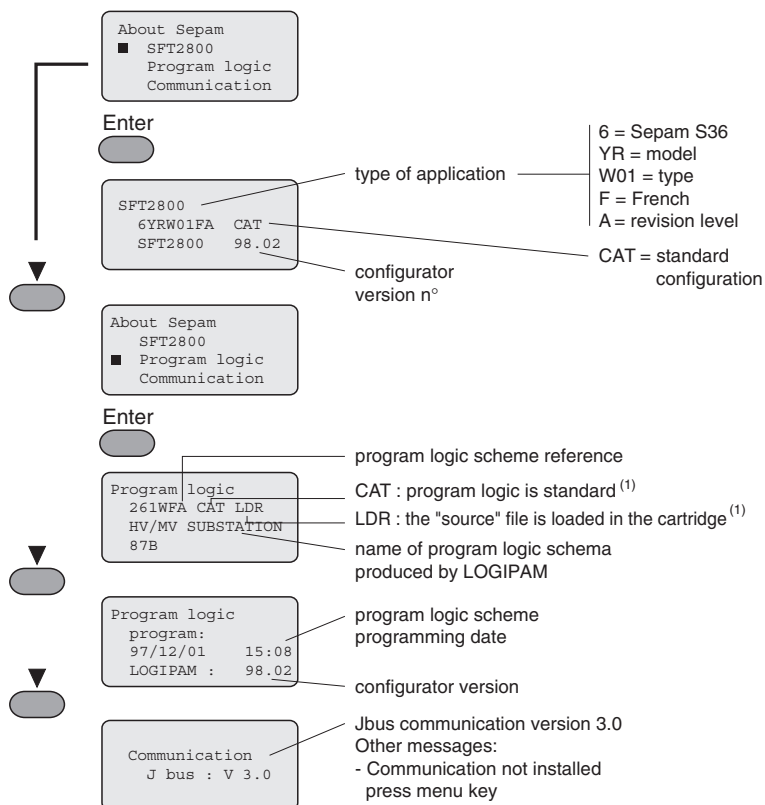 About Sepam
SFT2800
Program logic
Communication
Enter
SFT2800
6YRW01FA CAT
SFT2800 98.02
type of application
6 = Sepam S36
YR = model
W01 = type
F = French
A = revision level
CAT = standard
configuration
configurator
version n°
About Sepam
SFT2800
Program logic
Communication
Enter
Program logic
261WFA CAT LDR
HV/MV SUBSTATION
87B
program logic scheme reference
CAT : program logic is standard (1)
LDR : the "source" file is loaded in the cartridge (1)
name of program logic schema
produced by LOGIPAM
Program logic
program:
97/12/01 15:08
LOGIPAM : 98.02
program logic scheme
programming date
configurator version
Communication
J bus : V 3.0
Jbus communication version 3.0
Other messages:
- Communication not installed
press menu key